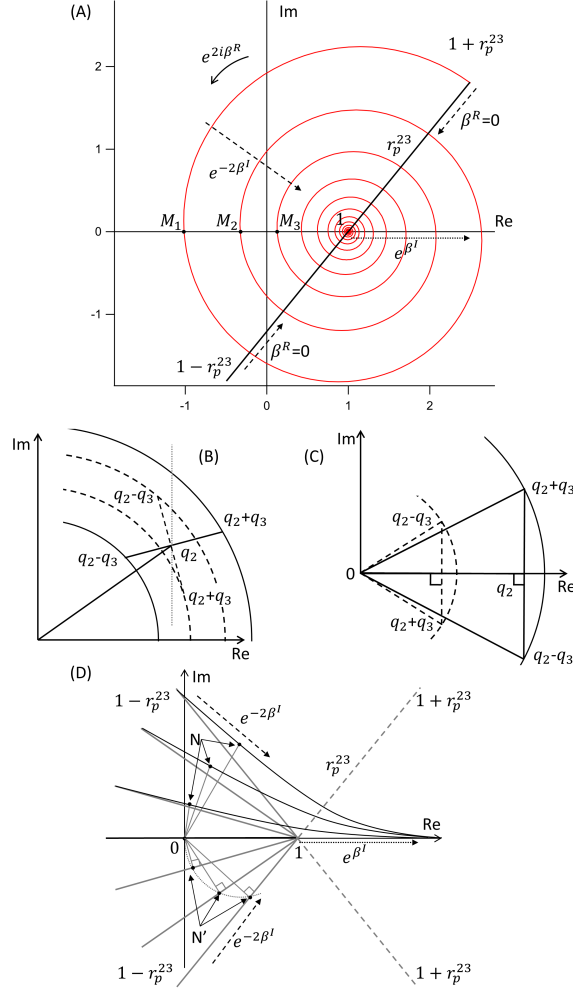 (A)
Im
1 + r_p^{23}
e^{2iβ^R}
2
β^R=0
r_p^{23}
1
e^{-2β^I}
M_1
M_2
M_3
1
Re
0
e^{β^I}
-1
β^R=0
1 − r_p^{23}
-1
0
1
2
Im
(B)
q_2-q_3
q_2+q_3
q_2-q_3
q_2
q_2+q_3
Re
Im
(C)
q_2+q_3
q_2-q_3
0
Re
q_2
q_2+q_3
q_2-q_3
(D)
Im
1 − r_p^{23}
e^{-2β^I}
1 + r_p^{23}
N
r_p^{23}
Re
0
1
e^{β^I}
N'
e^{-2β^I}
1 − r_p^{23}
1 + r_p^{23}